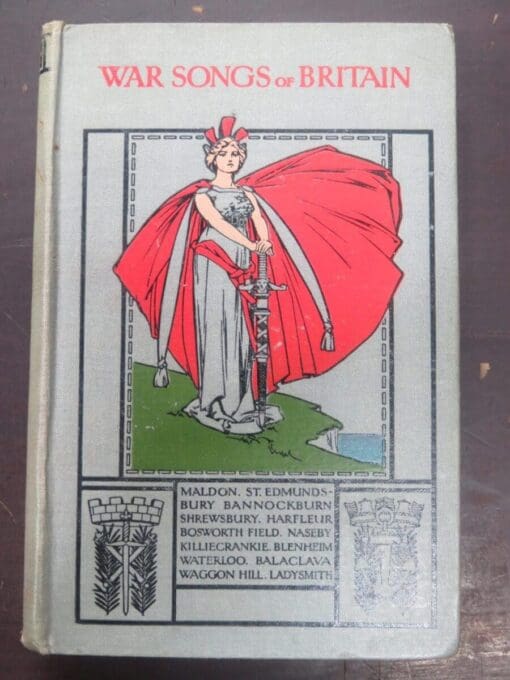 WAR SONGS OF BRITAIN
MALDON. ST. EDMUNDS-
BURY BANNOCKBURN
SHREWSBURY. HARFLEUR
BOSWORTH FIELD. NASEBY
KILLIECRANKIE. BLENHEIM
WATERLOO. BALACLAVA
WAGGON HILL. LADYSMITH